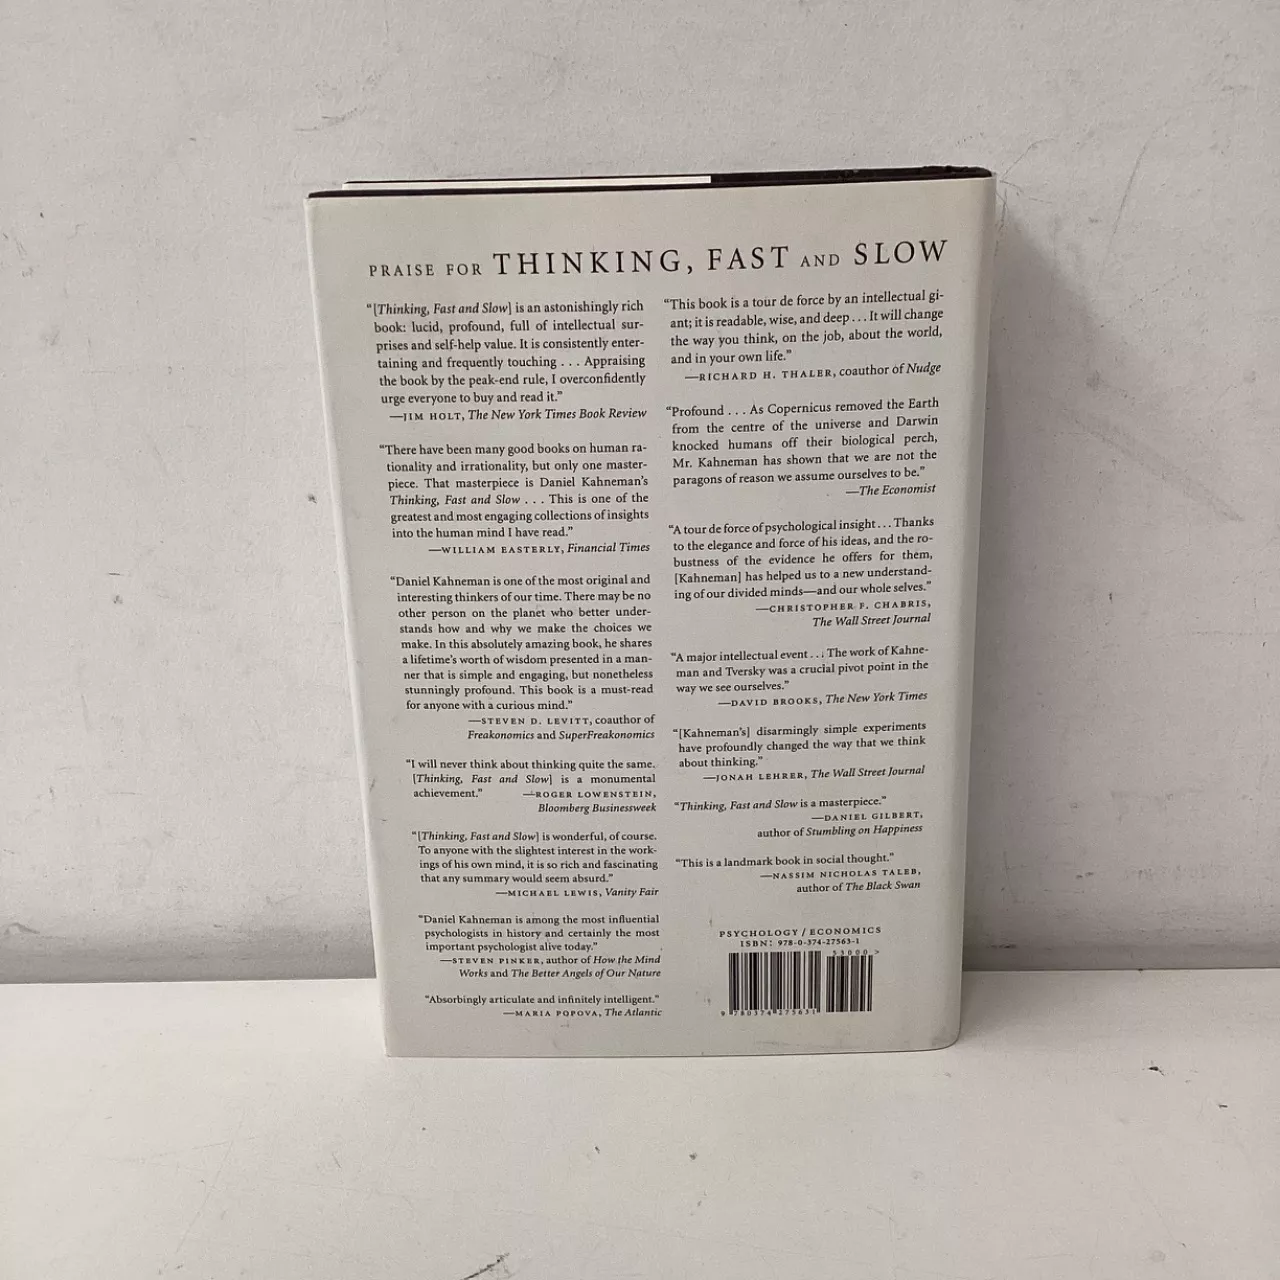 PRAISE FOR THINKING, FAST AND SLOW
“[Thinking, Fast and Slow] is an astonishingly rich
book: lucid, profound, full of intellectual sur-
prises and self-help value. It is consistently enter-
taining and frequently touching . . . Appraising
the book by the peak-end rule, I overconfidently
urge everyone to buy and read it.”
—JIM HOLT, The New York Times Book Review
“There have been many good books on human ra-
tionality and irrationality, but only one master-
piece. That masterpiece is Daniel Kahneman’s
Thinking, Fast and Slow . . . This is one of the
greatest and most engaging collections of insights
into the human mind I have read.”
—WILLIAM EASTERLY, Financial Times
“Daniel Kahneman is one of the most original and
interesting thinkers of our time. There may be no
other person on the planet who better under-
stands how and why we make the choices we
make. In this absolutely amazing book, he shares
a lifetime’s worth of wisdom presented in a man-
ner that is simple and engaging, but nonetheless
stunningly profound. This book is a must-read
for anyone with a curious mind.”
—STEVEN D. LEVITT, coauthor of
Freakonomics and SuperFreakonomics
“I will never think about thinking quite the same.
[Thinking, Fast and Slow] is a monumental
achievement.” —ROGER LOWENSTEIN,
Bloomberg Businessweek
“[Thinking, Fast and Slow] is wonderful, of course.
To anyone with the slightest interest in the work-
ings of his own mind, it is so rich and fascinating
that any summary would seem absurd.”
—MICHAEL LEWIS, Vanity Fair
“Daniel Kahneman is among the most influential
psychologists in history and certainly the most
important psychologist alive today.”
—STEVEN PINKER, author of How the Mind
Works and The Better Angels of Our Nature
“Absorbingly articulate and infinitely intelligent.”
—MARIA POPOVA, The Atlantic
“This book is a tour de force by an intellectual gi-
ant; it is readable, wise, and deep . . . It will change
the way you think, on the job, about the world,
and in your own life.”
—RICHARD H. THALER, coauthor of Nudge
“Profound . . . As Copernicus removed the Earth
from the centre of the universe and Darwin
knocked humans off their biological perch,
Mr. Kahneman has shown that we are not the
paragons of reason we assume ourselves to be.”
—The Economist
“A tour de force of psychological insight . . . Thanks
to the elegance and force of his ideas, and the ro-
bustness of the evidence he offers for them,
[Kahneman] has helped us to a new understand-
ing of our divided minds—and our whole selves.”
—CHRISTOPHER F. CHABRIS,
The Wall Street Journal
“A major intellectual event . . . The work of Kahne-
man and Tversky was a crucial pivot point in the
way we see ourselves.”
—DAVID BROOKS, The New York Times
“[Kahneman’s] disarmingly simple experiments
have profoundly changed the way that we think
about thinking.”
—JONAH LEHRER, The Wall Street Journal
“Thinking, Fast and Slow is a masterpiece.”
—DANIEL GILBERT,
author of Stumbling on Happiness
“This is a landmark book in social thought.”
—NASSIM NICHOLAS TALEB,
author of The Black Swan
PSYCHOLOGY / ECONOMICS
ISBN: 978-0-374-27563-1
53000 >
9 780374 275631